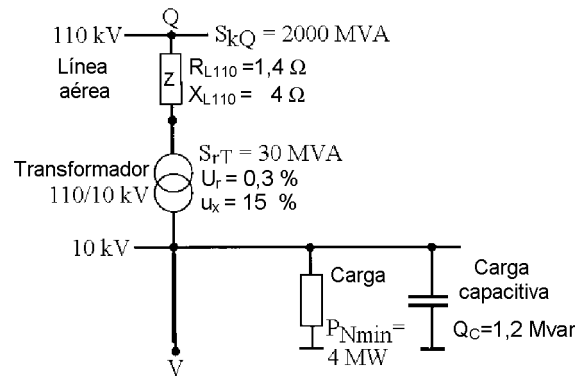 Q
110 kV
S_kQ = 2000 MVA
Línea
aérea
Z
R_L110 =1,4 Ω
X_L110 = 4 Ω
Transformador
110/10 kV
S_rT = 30 MVA
U_r = 0,3 %
u_x = 15 %
10 kV
Carga
P_Nmin=
4 MW
Carga
capacitiva
Q_C=1,2 Mvar
V